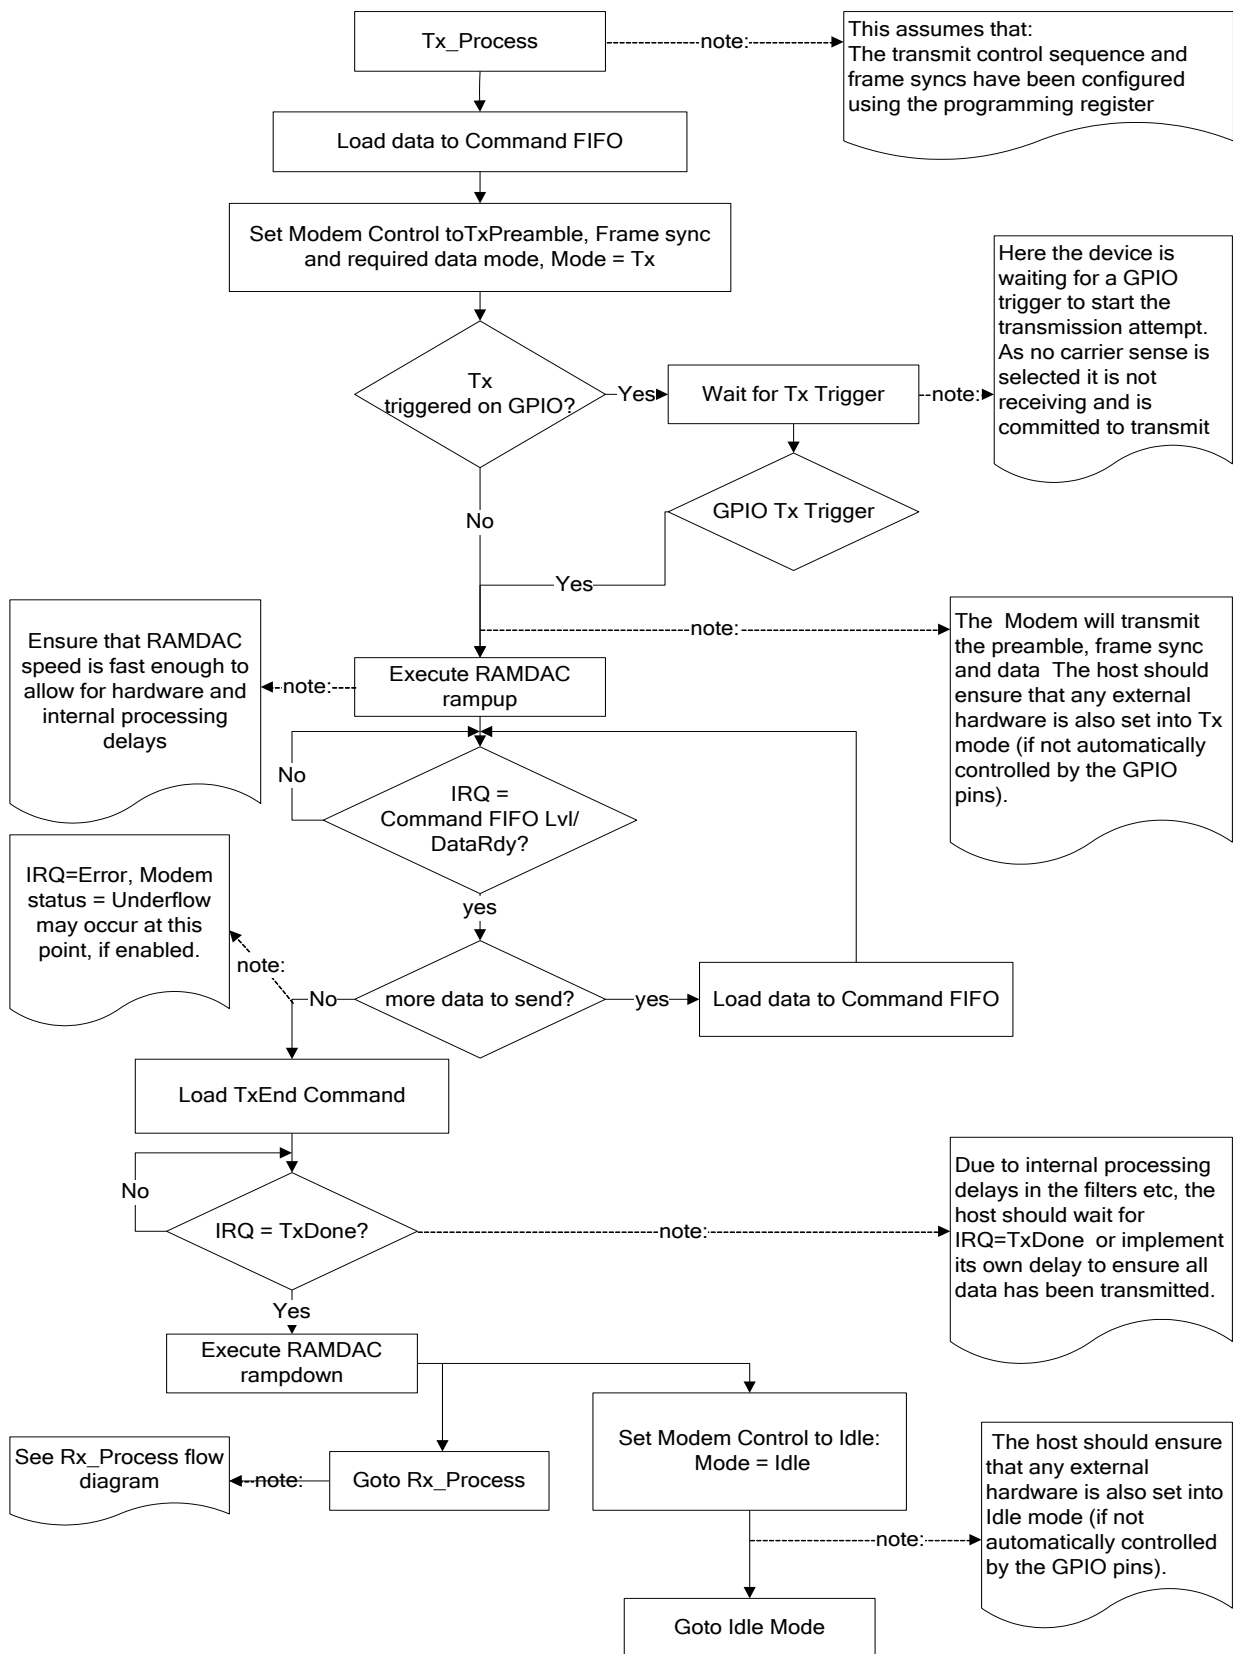 Tx_Process
note:
This assumes that:
The transmit control sequence and
frame syncs have been configured
using the programming register
Load data to Command FIFO
Set Modem Control toTxPreamble, Frame sync
and required data mode, Mode = Tx
Tx
triggered on GPIO?
Yes
Wait for Tx Trigger
note:
Here the device is
waiting for a GPIO
trigger to start the
transmission attempt.
As no carrier sense is
selected it is not
receiving and is
committed to transmit
No
GPIO Tx Trigger
Yes
note:
The  Modem will transmit
the preamble, frame sync
and data  The host should
ensure that any external
hardware is also set into Tx
mode (if not automatically
controlled by the GPIO
pins).
Ensure that RAMDAC
speed is fast enough to
allow for hardware and
internal processing
delays
note:
Execute RAMDAC
rampup
No
IRQ =
Command FIFO Lvl/
DataRdy?
yes
IRQ=Error, Modem
status = Underflow
may occur at this
point, if enabled.
note:
No
more data to send?
yes
Load data to Command FIFO
Load TxEnd Command
No
IRQ = TxDone?
note:
Due to internal processing
delays in the filters etc, the
host should wait for
IRQ=TxDone  or implement
its own delay to ensure all
data has been transmitted.
Yes
Execute RAMDAC
rampdown
See Rx_Process flow
diagram
note:
Goto Rx_Process
Set Modem Control to Idle:
Mode = Idle
note:
The host should ensure
that any external
hardware is also set into
Idle mode (if not
automatically controlled
by the GPIO pins).
Goto Idle Mode